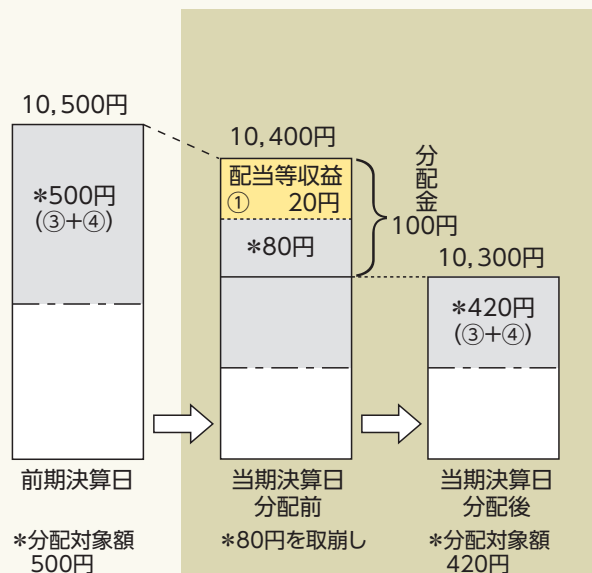 10,500円
*500円
(③+④)
10,400円
配当等収益
① 20円
*80円
分配金
100円
10,300円
*420円
(③+④)
前期決算日
当期決算日
分配前
当期決算日
分配後
*分配対象額
500円
*80円を取崩し
*分配対象額
420円